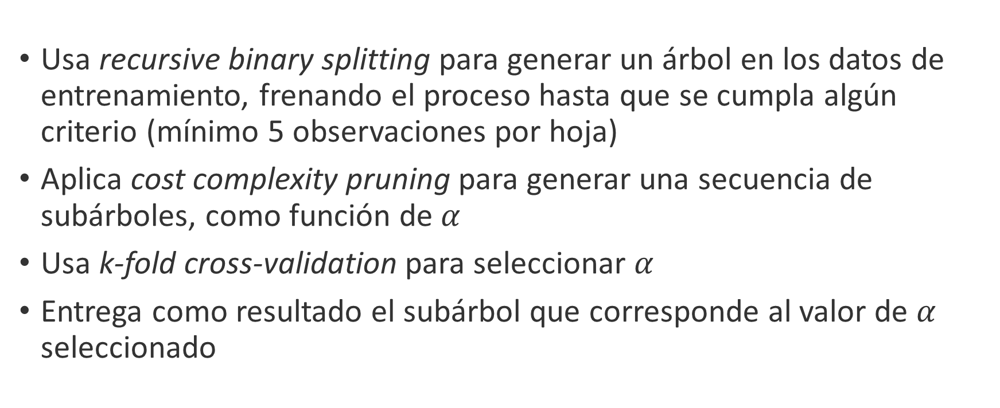 • Usa recursive binary splitting para generar un árbol en los datos de
entrenamiento, frenando el proceso hasta que se cumpla algún
criterio (mínimo 5 observaciones por hoja)
• Aplica cost complexity pruning para generar una secuencia de
subárboles, como función de α
• Usa k-fold cross-validation para seleccionar α
• Entrega como resultado el subárbol que corresponde al valor de α
seleccionado